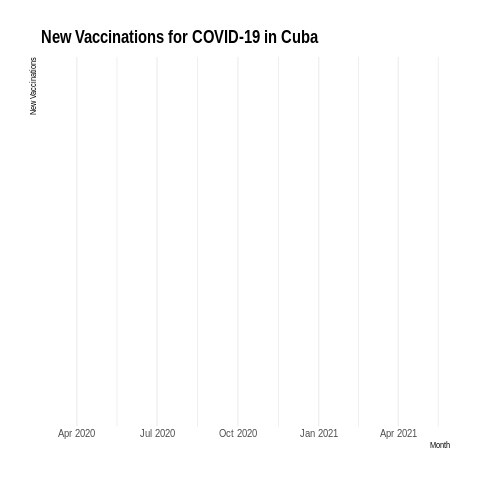 New Vaccinations for COVID-19 in Cuba
New Vaccinations
Apr 2020 Jul 2020 Oct 2020 Jan 2021 Apr 2021
Month